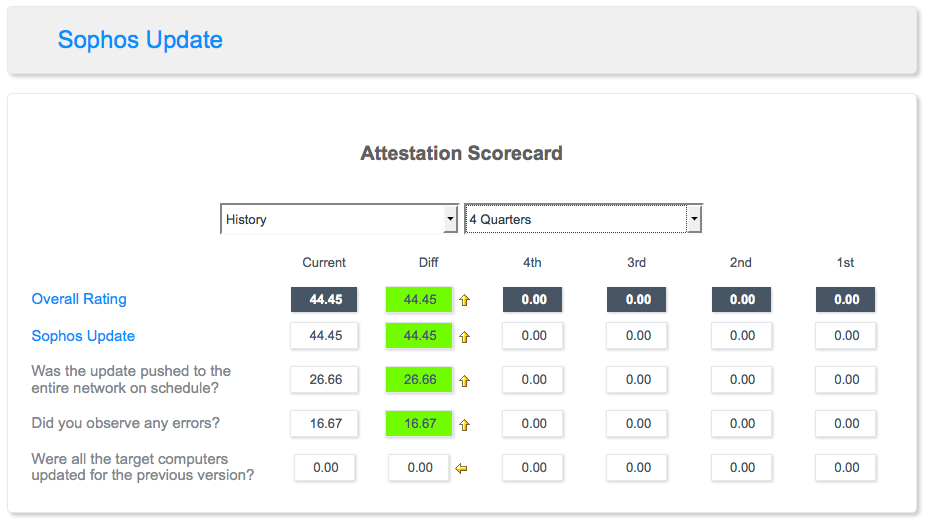 Sophos Update
Attestation Scorecard
History 4 Quarters
Current Diff 4th 3rd 2nd 1st
Overall Rating 44.45 44.45 0.00 0.00 0.00 0.00
Sophos Update 44.45 44.45 0.00 0.00 0.00 0.00
Was the update pushed to the
entire network on schedule? 26.66 26.66 0.00 0.00 0.00 0.00
Did you observe any errors? 16.67 16.67 0.00 0.00 0.00 0.00
Were all the target computers
updated for the previous version? 0.00 0.00 0.00 0.00 0.00 0.00